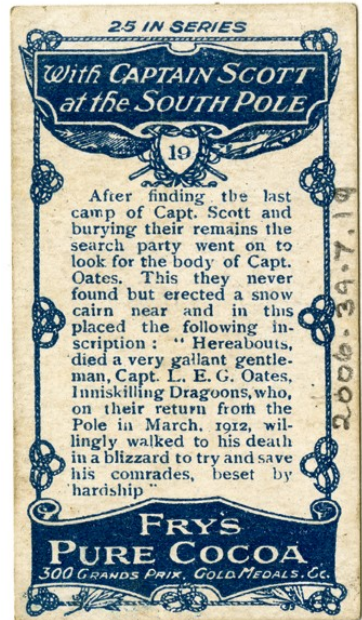 25 IN SERIES
With CAPTAIN SCOTT
at the SOUTH POLE
19
After finding the last
camp of Capt. Scott and
burying their remains the
search party went on to
look for the body of Capt.
Oates. This they never
found but erected a snow
cairn near and in this
placed the following in-
scription : " Hereabouts,
died a very gallant gentle-
man, Capt. L. E. G. Oates,
Inniskilling Dragoons, who,
on their return from the
Pole in March, 1912, wil-
lingly walked to his death
in a blizzard to try and save
his comrades, beset by
hardship "
FRY'S
PURE COCOA
300 GRANDS PRIX, GOLD MEDALS, &c.
2006.39.7.19